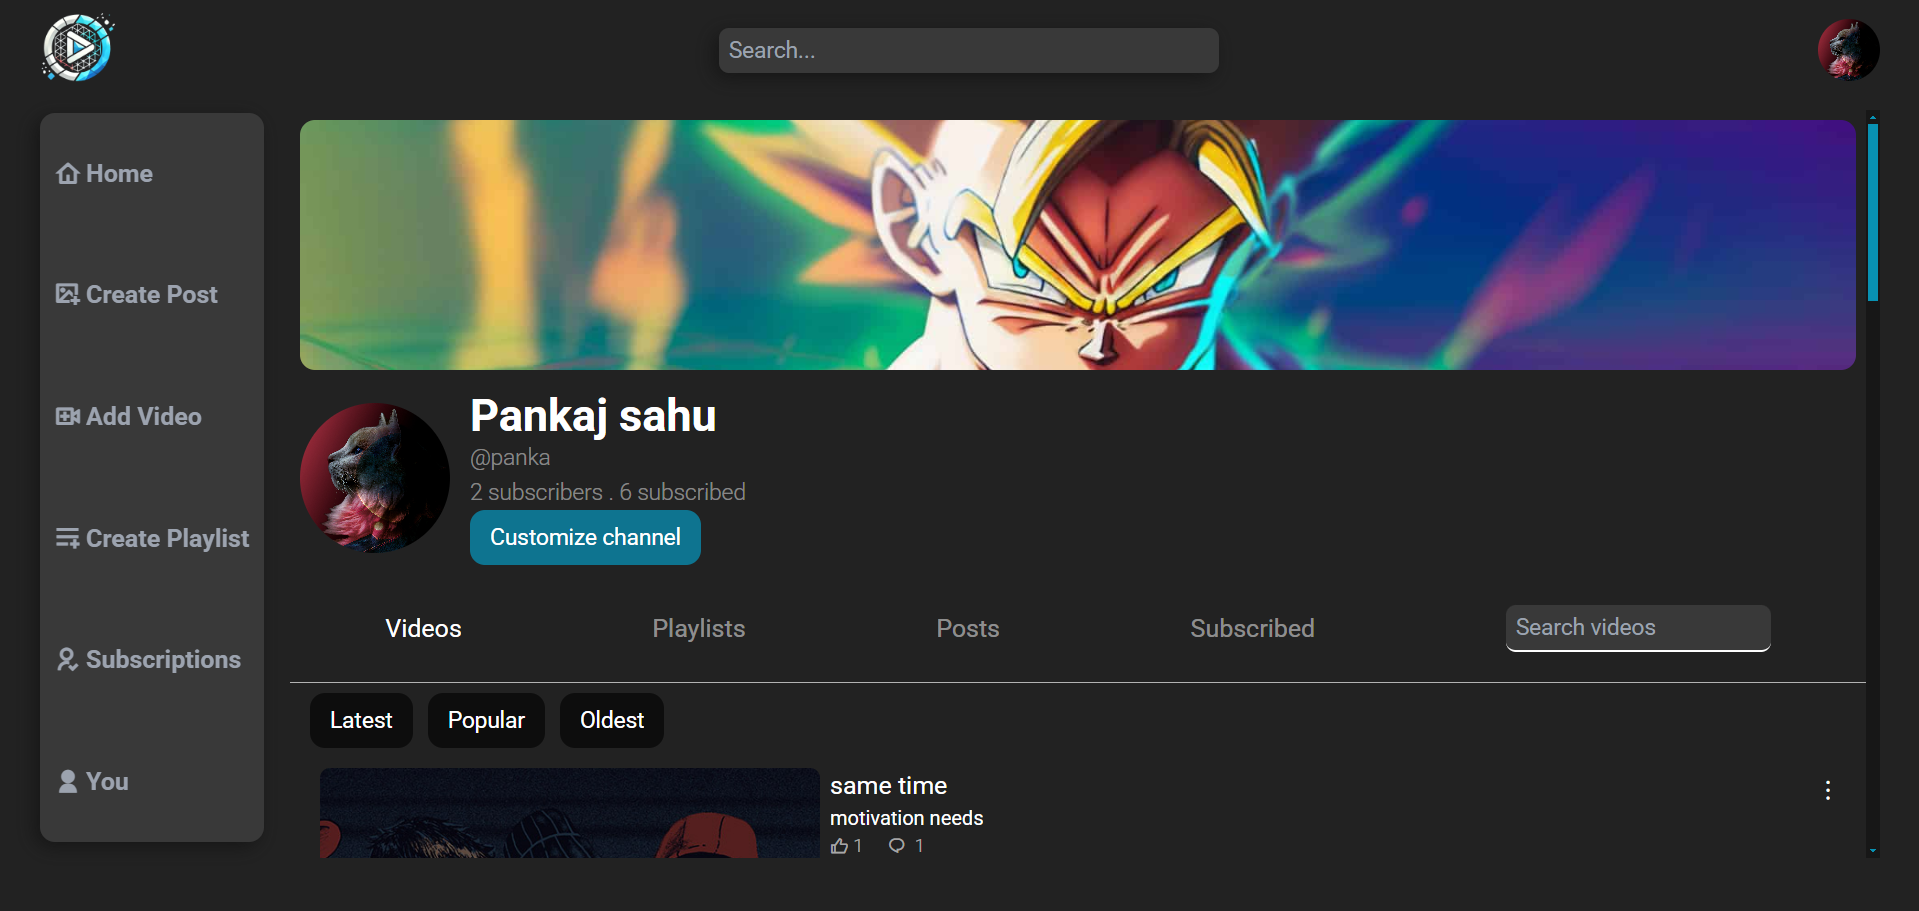 Search...
Home
Create Post
Add Video
Create Playlist
Subscriptions
You
Pankaj sahu
@panka
2 subscribers . 6 subscribed
Customize channel
Videos Playlists Posts Subscribed Search videos
Latest Popular Oldest
same time
motivation needs
1 1